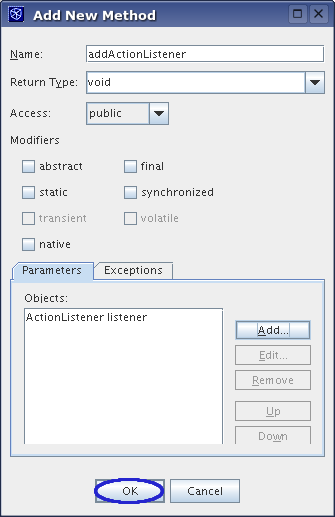 Add New Method
Name: addActionListener
Return Type: void
Access: public
Modifiers
abstract final
static synchronized
transient volatile
native
Parameters Exceptions
Objects:
ActionListener listener
Add...
Edit...
Remove
Up
Down
OK Cancel